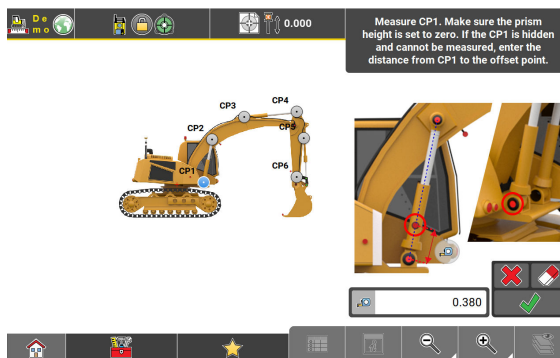 De
mo
0.000
Measure CP1. Make sure the prism
height is set to zero. If the CP1 is hidden
and cannot be measured, enter the
distance from CP1 to the offset point.
CP3
CP4
CP2
CP5
CP1
CP6
0.380